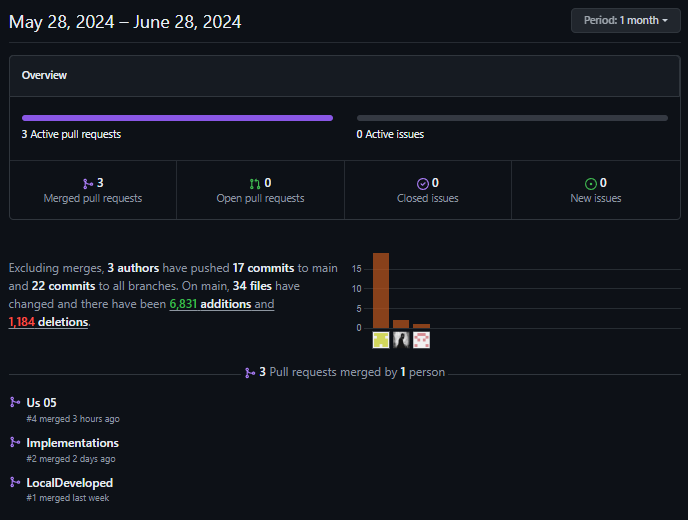 May 28, 2024 – June 28, 2024
Period: 1 month
Overview
3 Active pull requests
0 Active issues
3
Merged pull requests
0
Open pull requests
0
Closed issues
0
New issues
Excluding merges, 3 authors have pushed 17 commits to main
and 22 commits to all branches. On main, 34 files have
changed and there have been 6,831 additions and
1,184 deletions.
15
10
5
0
3 Pull requests merged by 1 person
Us 05
#4 merged 3 hours ago
Implementations
#2 merged 2 days ago
LocalDeveloped
#1 merged last week